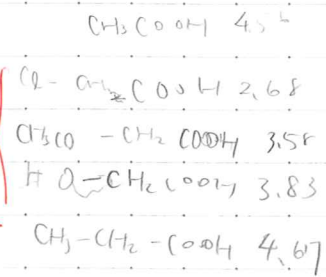 CH3COOH 4.5
Cl-CH2COOH 2.68
CH3CO-CH2COOH 3.58
HO-CH2COOH 3.83
CH3-CH2-COOH 4.67